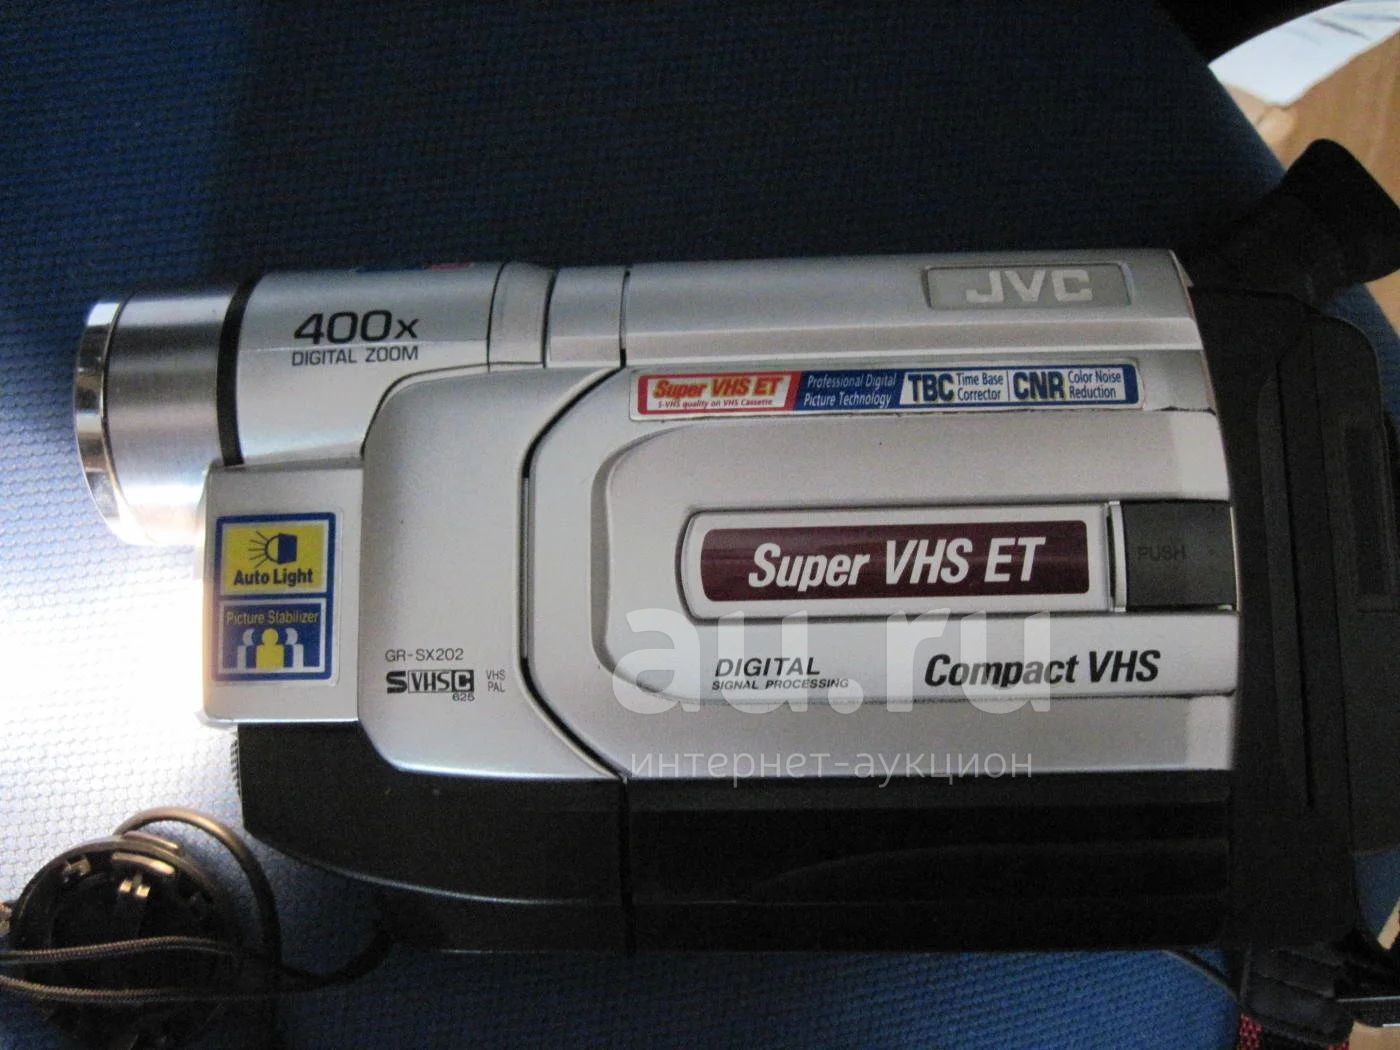 JVC
400x
DIGITAL ZOOM
Super VHS ET
S-VHS quality on VHS Cassette
Professional Digital
Picture Technology
TBC Time Base
Corrector
CNR Color Noise
Reduction
Auto Light
Picture Stabilizer
Super VHS ET
PUSH
GR-SX202
SVHSC
625
VHS
PAL
DIGITAL
SIGNAL PROCESSING
Compact VHS
au.ru
интернет-аукцион